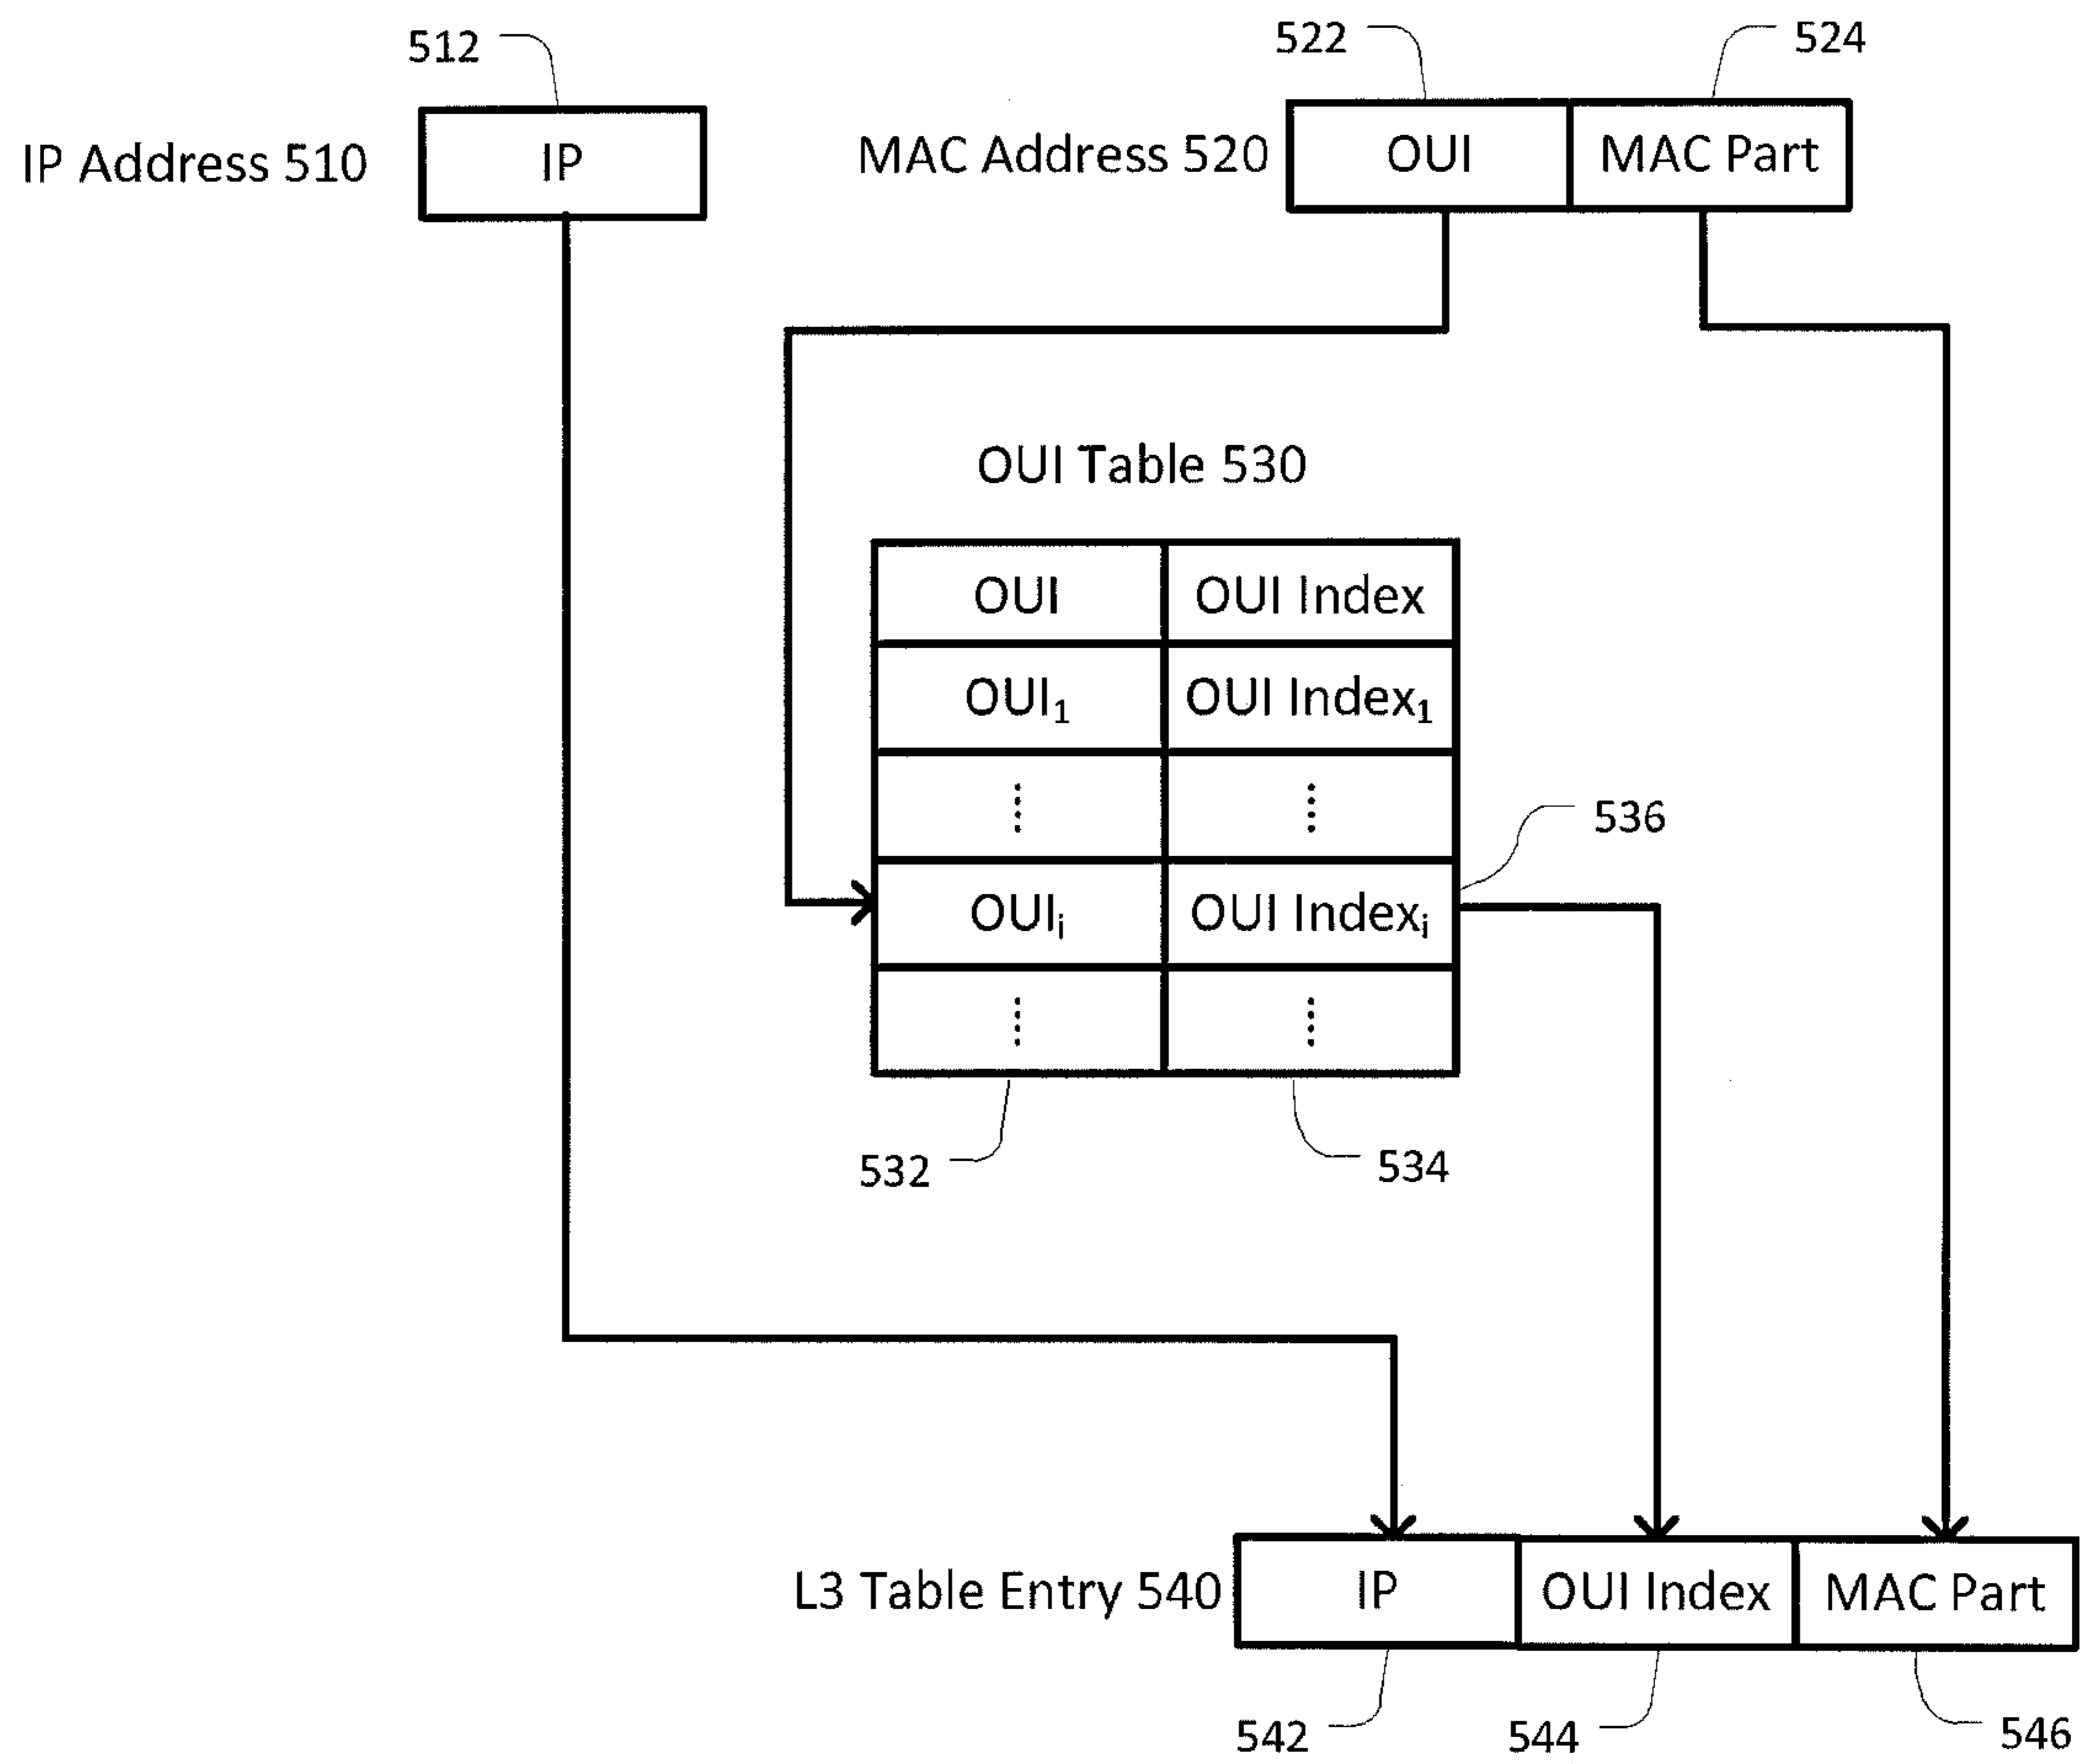 512
522
524
IP Address 510
IP
MAC Address 520
OUI
MAC Part
OUI Table 530
OUI
OUI Index
OUI₁
OUI Index₁
⋮
⋮
536
OUIᵢ
OUI Indexᵢ
⋮
⋮
532
534
L3 Table Entry 540
IP
OUI Index
MAC Part
542
544
546